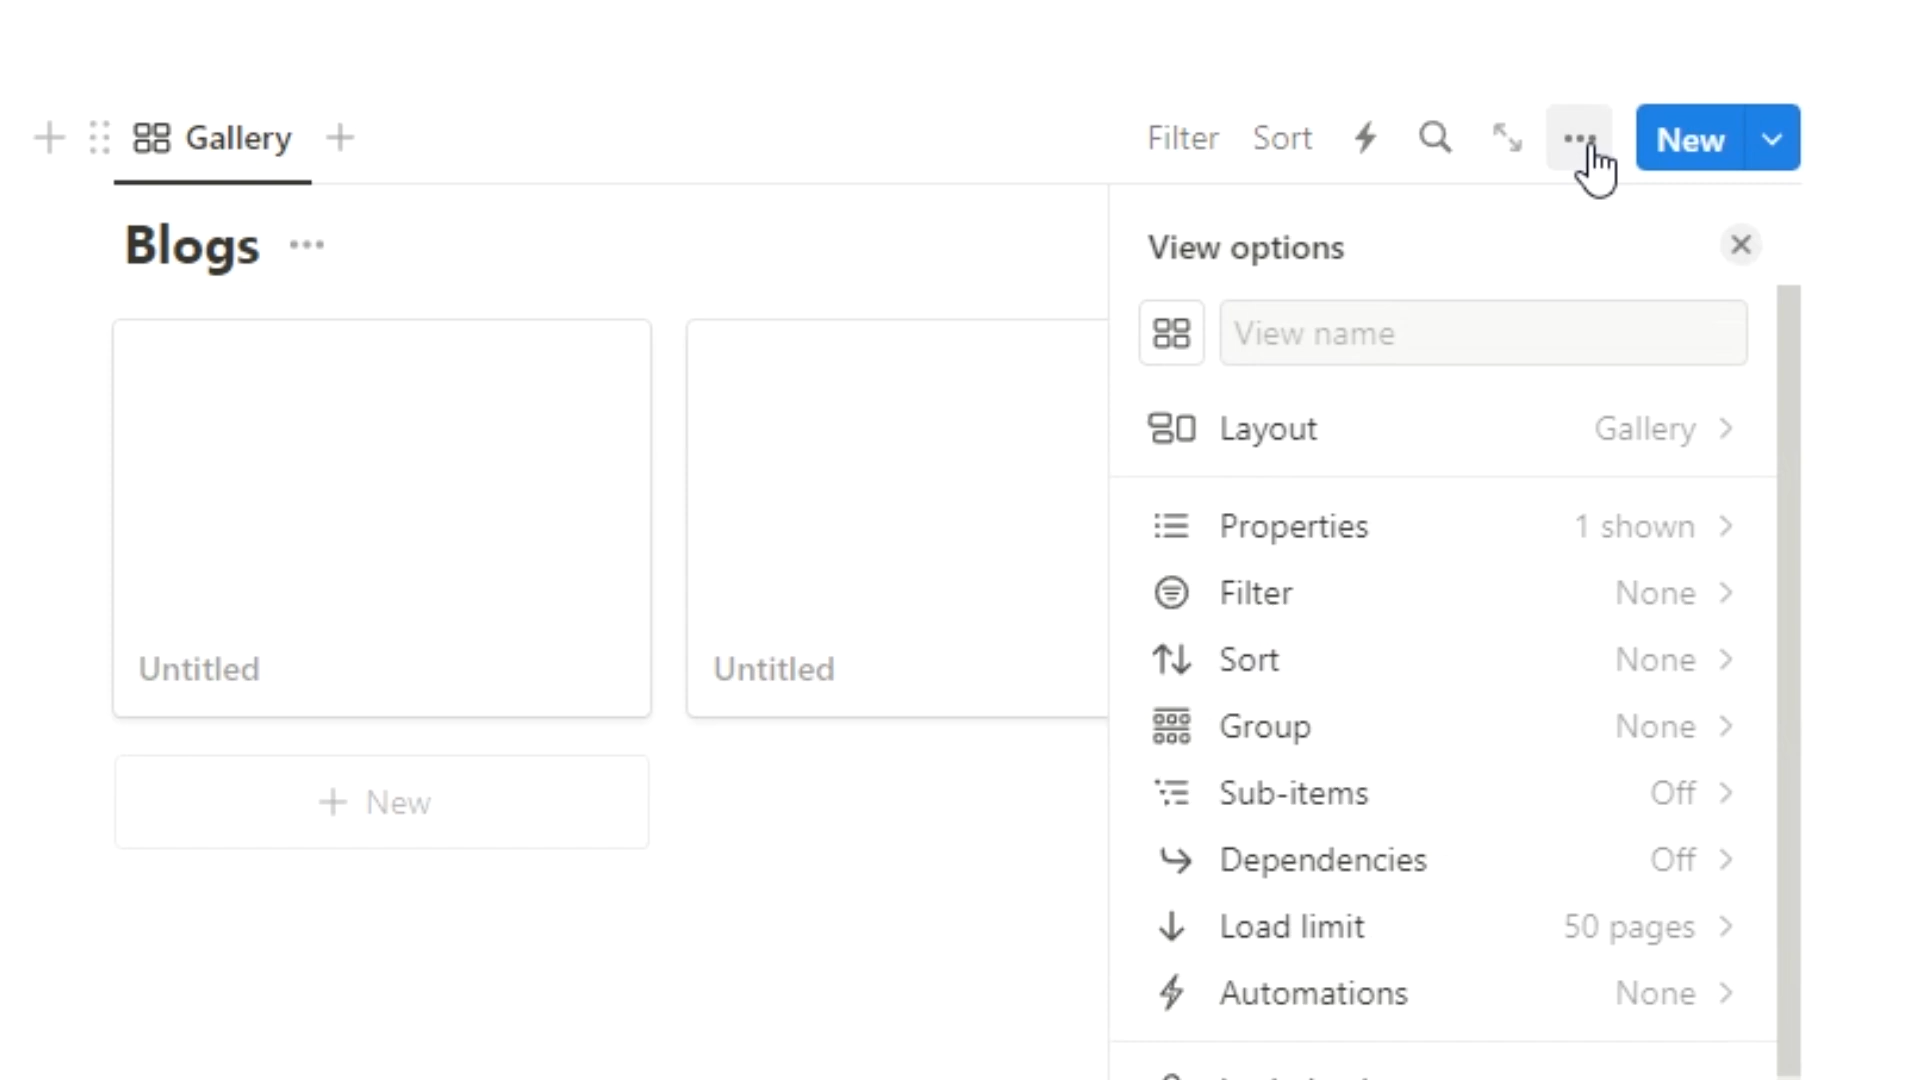 Gallery
Filter Sort New
Blogs
View options
View name
Layout Gallery
Properties 1 shown
Filter None
Sort None
Group None
Sub-items Off
Dependencies Off
Load limit 50 pages
Automations None
Untitled
Untitled
New